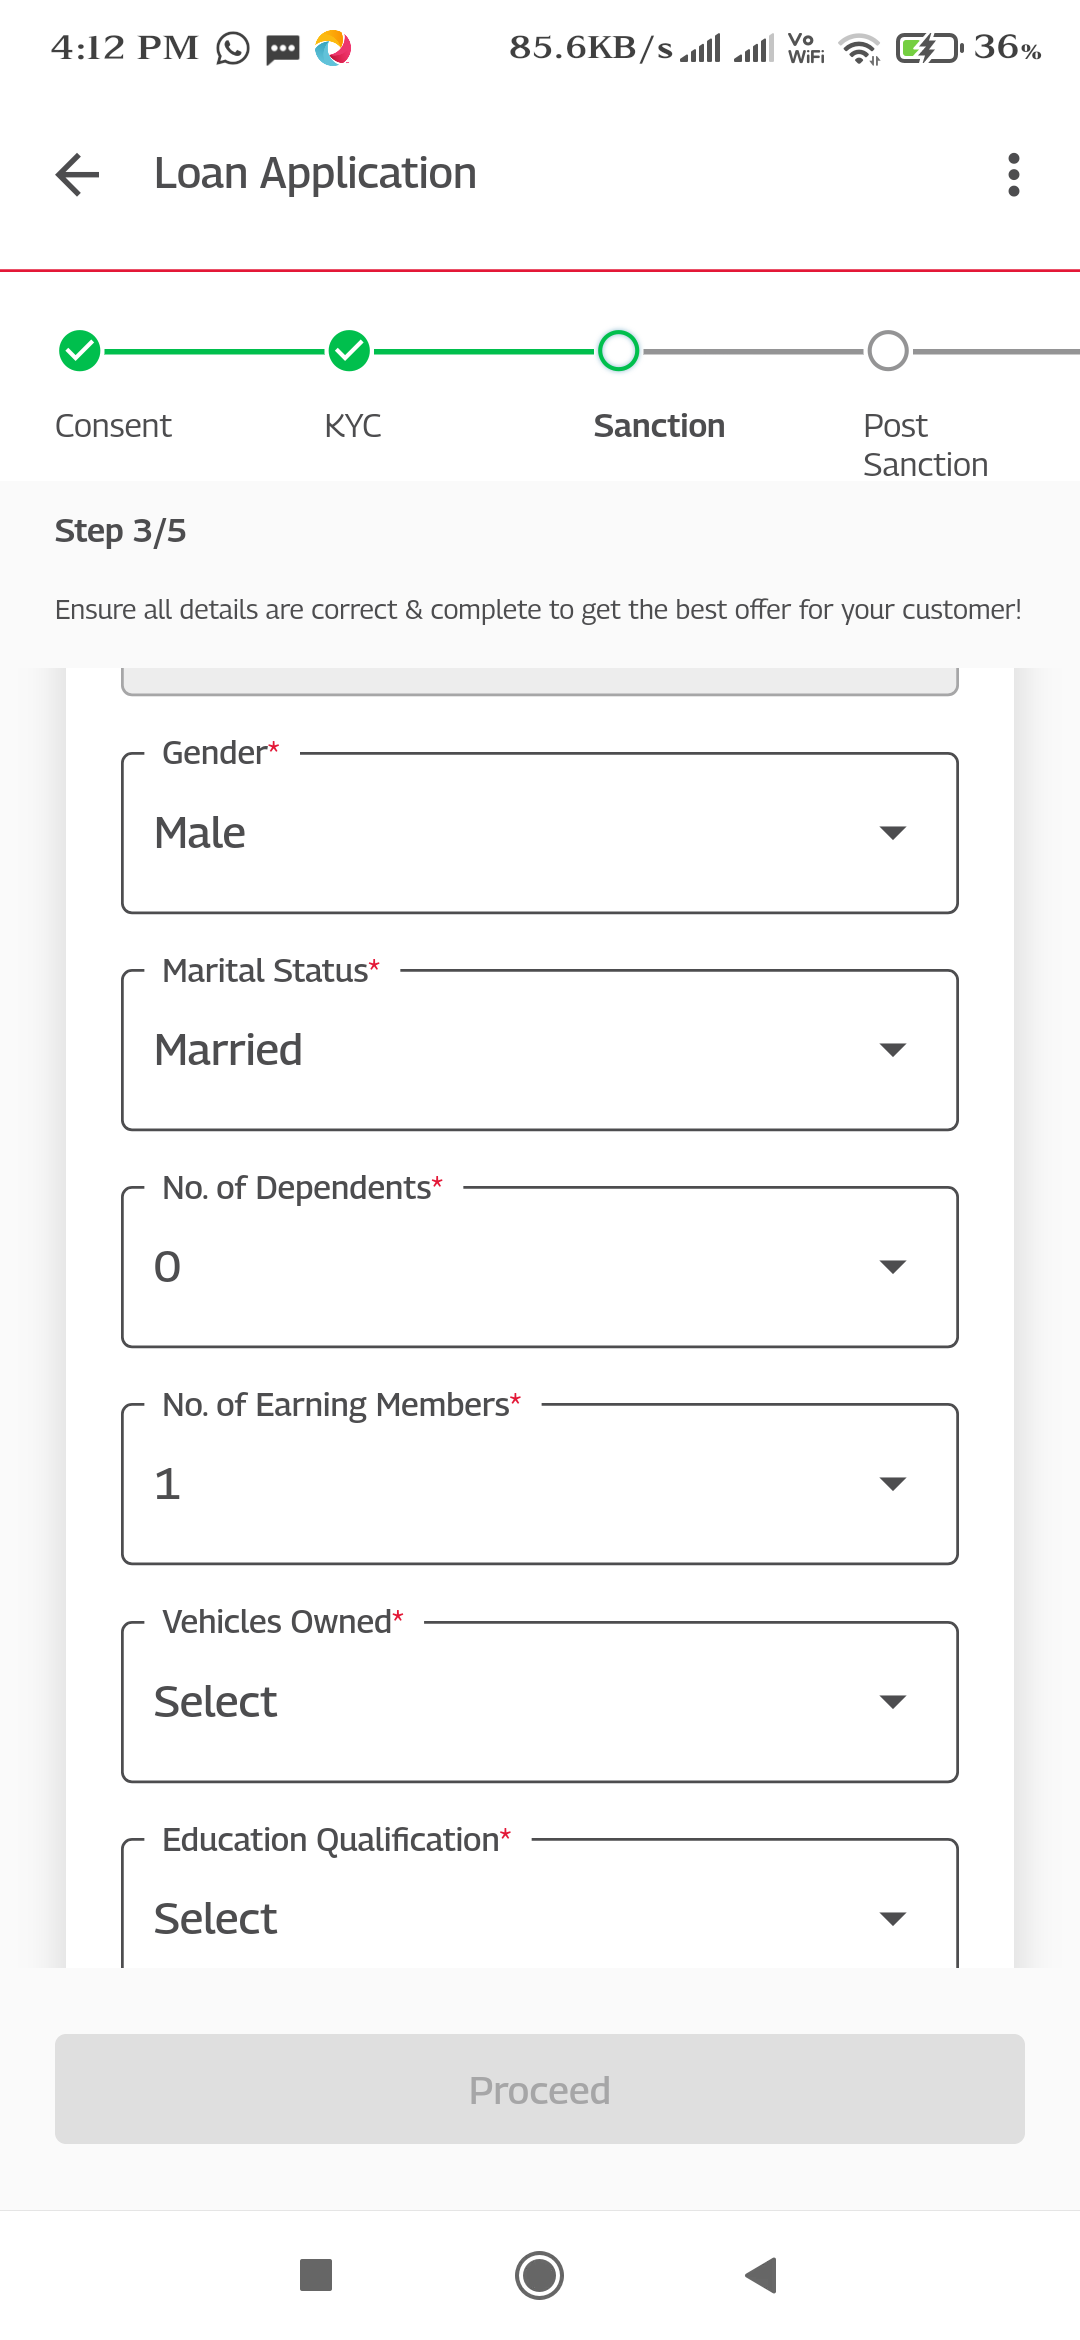 4:12 PM 85.6KB/s Vo WiFi 36%
Loan Application
Consent KYC Sanction Post Sanction
Step 3/5
Ensure all details are correct & complete to get the best offer for your customer!
Gender*
Male
Marital Status*
Married
No. of Dependents*
0
No. of Earning Members*
1
Vehicles Owned*
Select
Education Qualification*
Select
Proceed